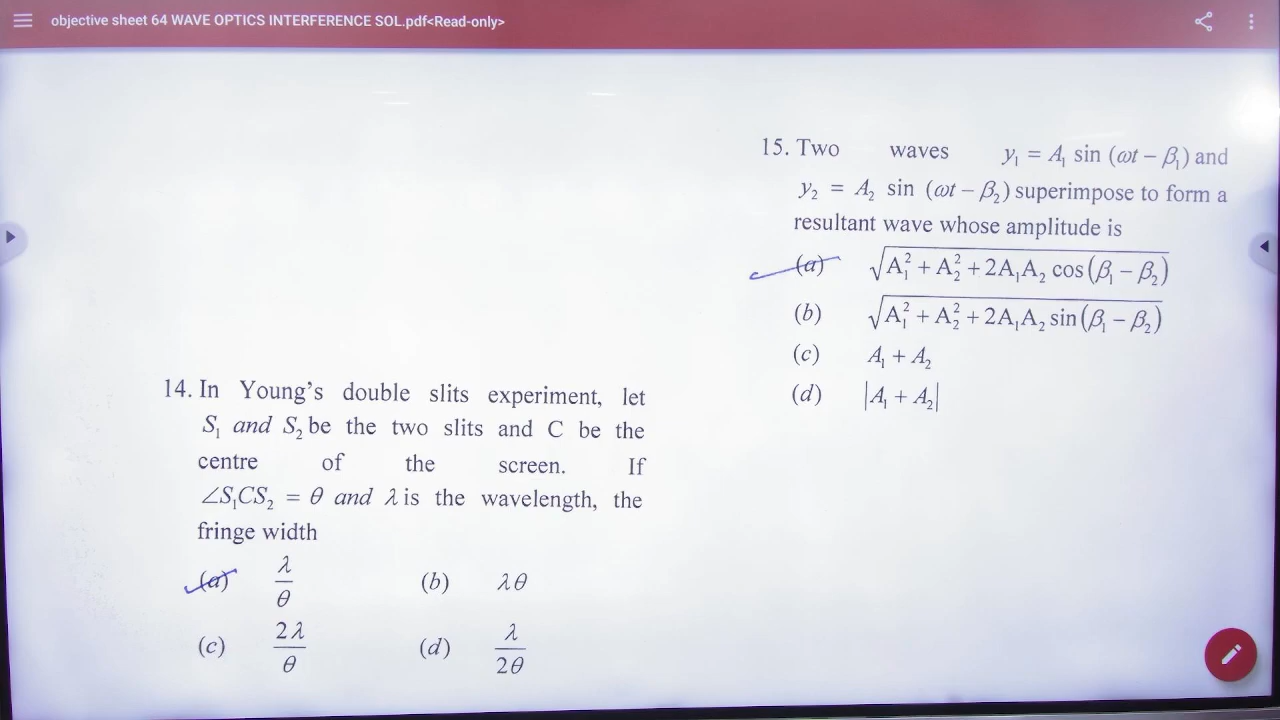 objective sheet 64 WAVE OPTICS INTERFERENCE SOL.pdf<Read-only>
14. In Young's double slits experiment, let
S₁ and S₂ be the two slits and C be the
centre of the screen. If
∠S₁CS₂ = θ and λ is the wavelength, the
fringe width
(a) λ/θ (b) λθ
(c) 2λ/θ (d) λ/2θ
15. Two waves y₁ = A₁ sin (ωt − β₁) and
y₂ = A₂ sin (ωt − β₂) superimpose to form a
resultant wave whose amplitude is
(a) √(A₁² + A₂² + 2A₁A₂ cos(β₁ − β₂))
(b) √(A₁² + A₂² + 2A₁A₂ sin(β₁ − β₂))
(c) A₁ + A₂
(d) |A₁ + A₂|